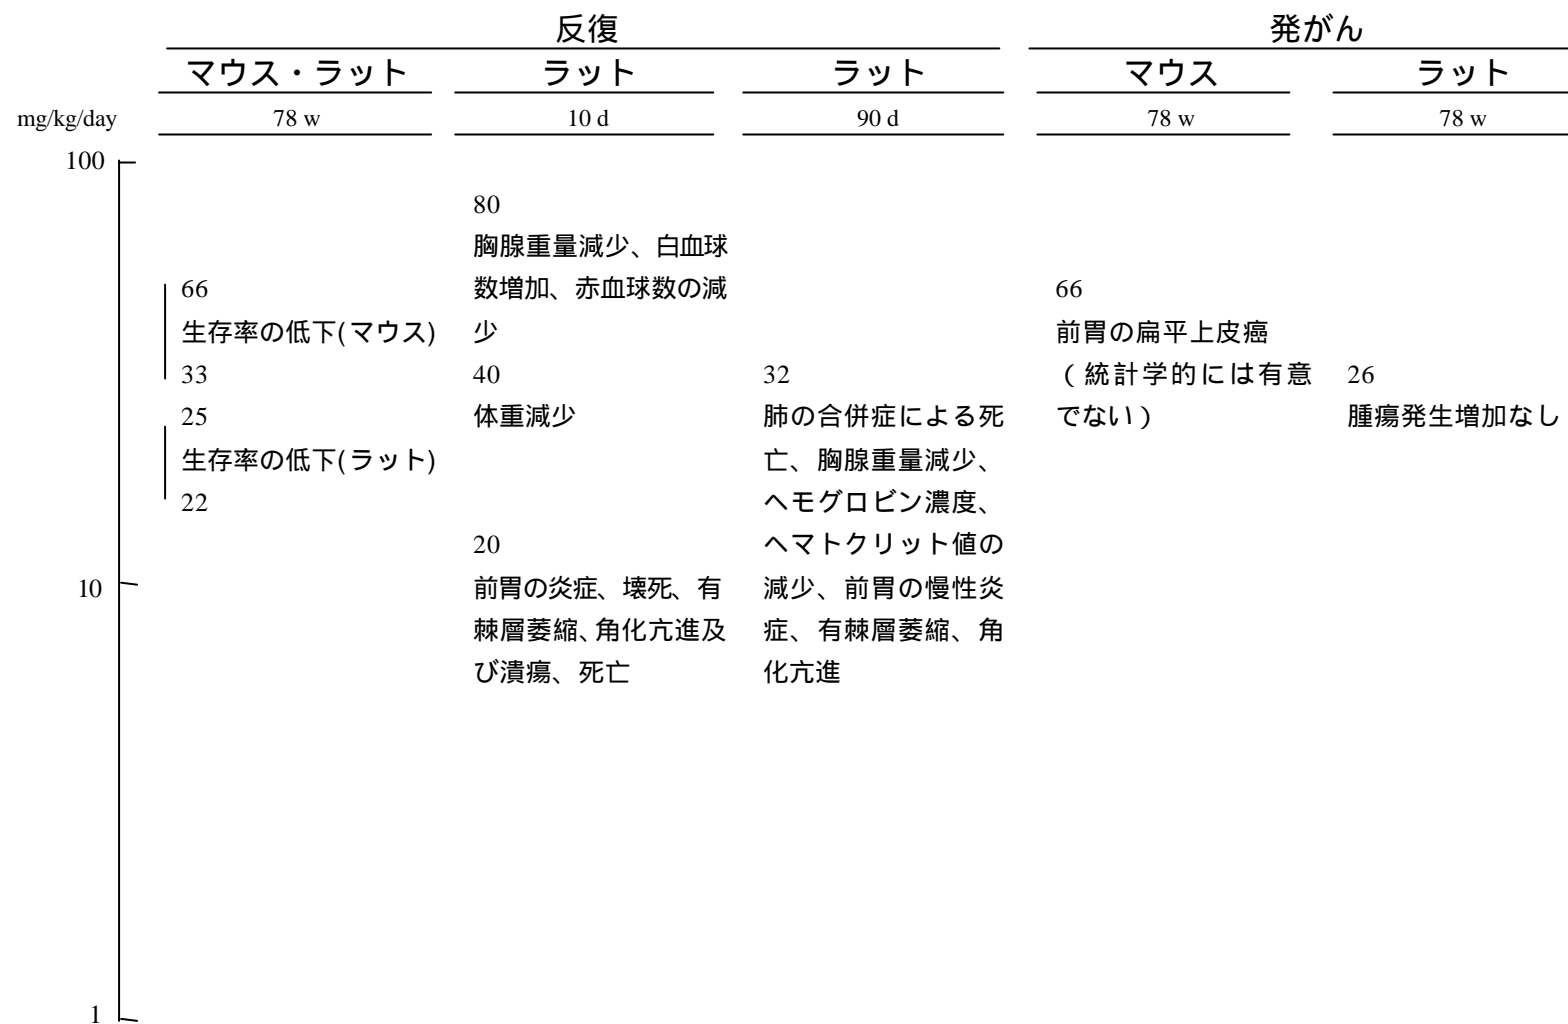 反復
発がん
マウス・ラット
ラット
ラット
マウス
ラット
mg/kg/day
78 w
10 d
90 d
78 w
78 w
100
10
1
66
生存率の低下(マウス)
33
25
生存率の低下(ラット)
22
80
胸腺重量減少、白血球
数増加、赤血球数の減
少
40
体重減少
20
前胃の炎症、壊死、有
棘層萎縮、角化亢進及
び潰瘍、死亡
32
肺の合併症による死
亡、胸腺重量減少、
ヘモグロビン濃度、
ヘマトクリット値の
減少、前胃の慢性炎
症、有棘層萎縮、角
化亢進
66
前胃の扁平上皮癌
(統計学的には有意
でない)
26
腫瘍発生増加なし